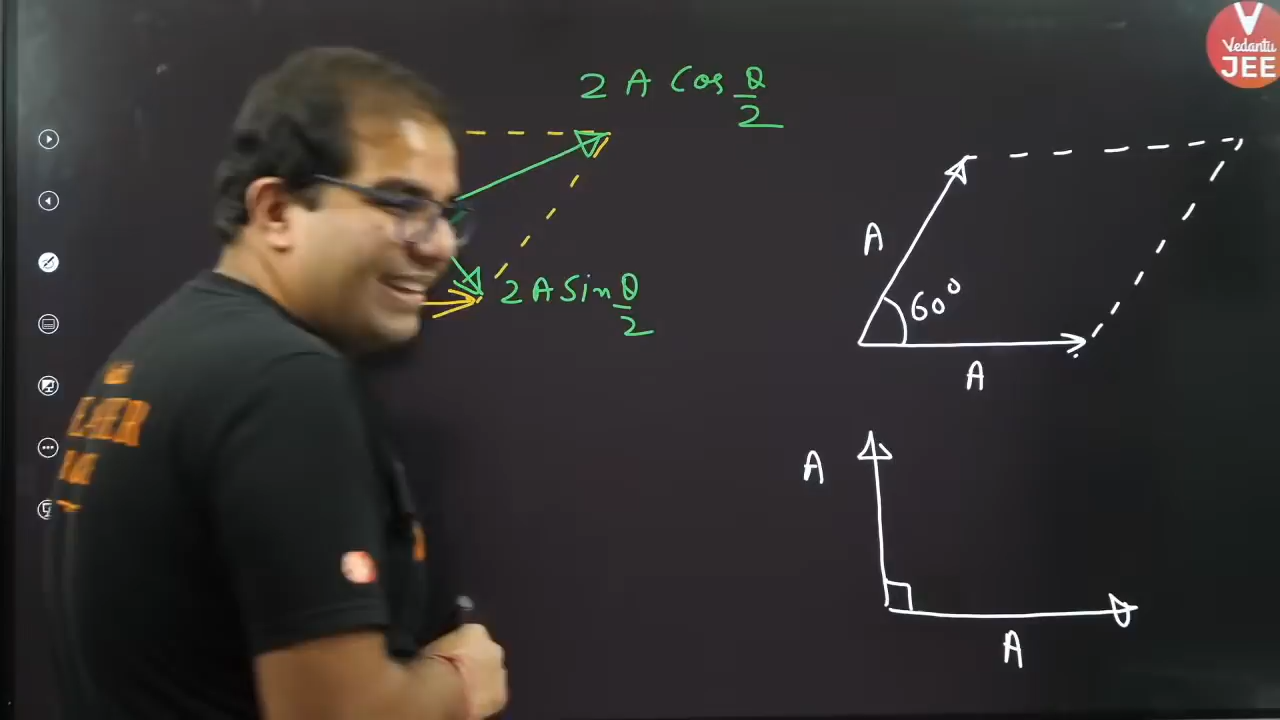 2 A Cos θ/2
2 A Sin θ/2
A
60°
A
A
A
Vedantu
JEE